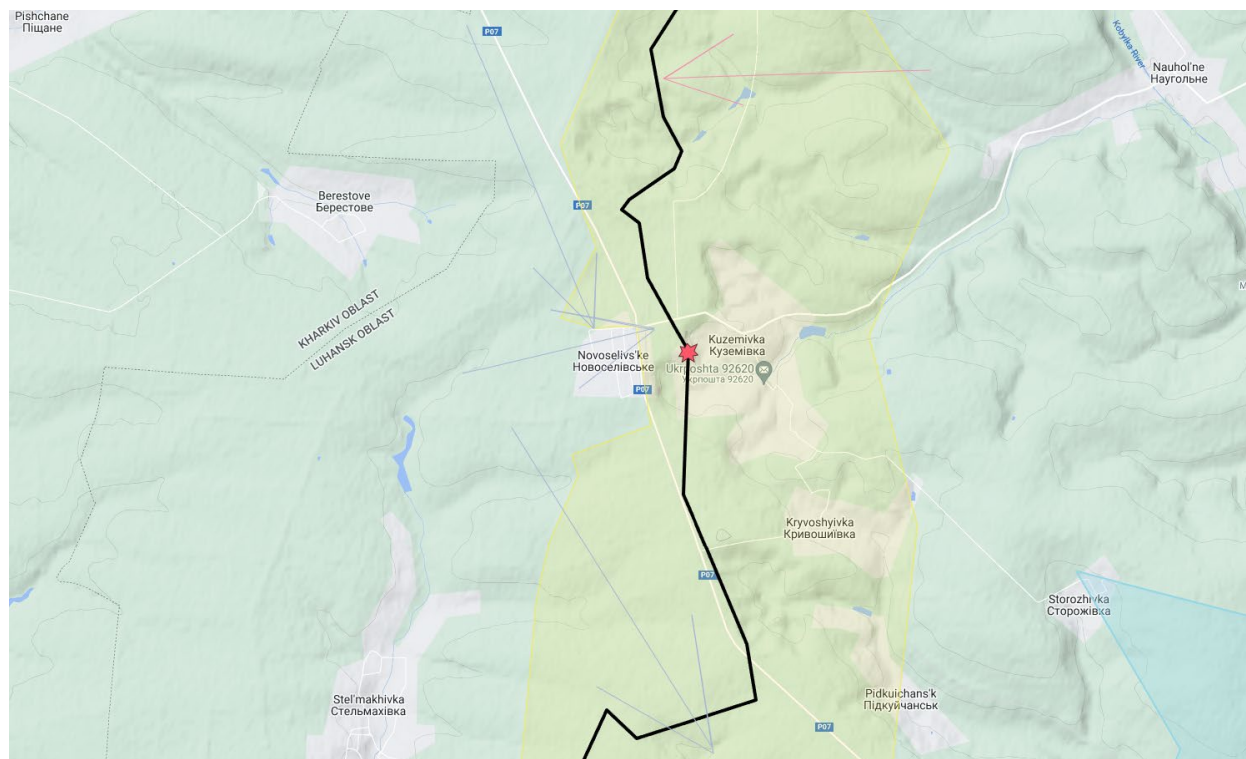 Pishchane
Піщане
P07
Kobylka River
Nauhol'ne
Наугольне
Berestove
Берестове
P07
KHARKIV OBLAST
LUHANSK OBLAST
Kuzemivka
Куземівка
Novoselivs'ke
Новоселівське
Ukrposhta 92620
Укрпошта 92620
P07
Kryvoshyivka
Кривошиївка
P07
Storozhivka
Сторожівка
Stel'makhivka
Стельмахівка
Pidkuichans'k
Підкуйчанськ
P07